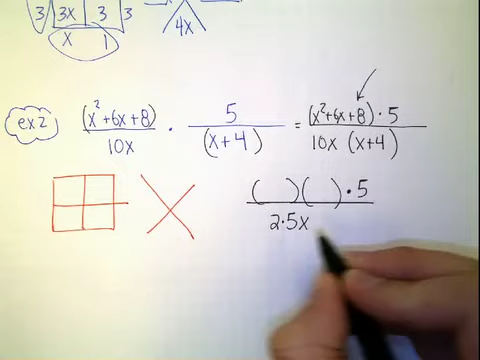 3 3x 3 3
x 1 4x
ex 2 (x²+6x+8)/10x · 5/(x+4) = (x²+6x+8)·5/10x (x+4)
( )( )·5/2·5x